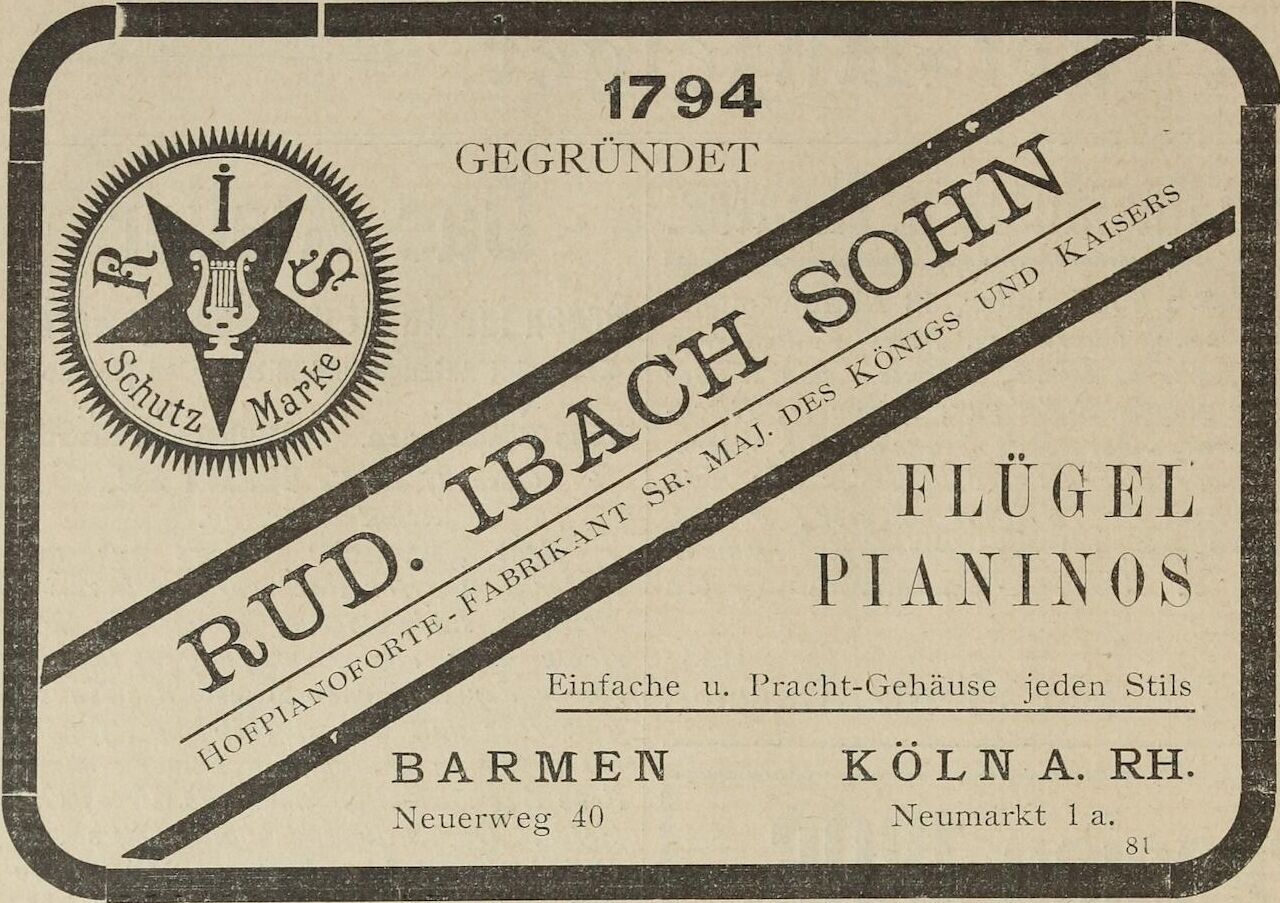 1794
GEGRÜNDET
R i S
Schutz Marke
RUD. IBACH SOHN
HOFPIANOFORTE-FABRIKANT SR. MAJ. DES KÖNIGS UND KAISERS
FLÜGEL
PIANINOS
Einfache u. Pracht-Gehäuse jeden Stils
BARMEN
Neuerweg 40
KÖLN A. RH.
Neumarkt 1 a.
81